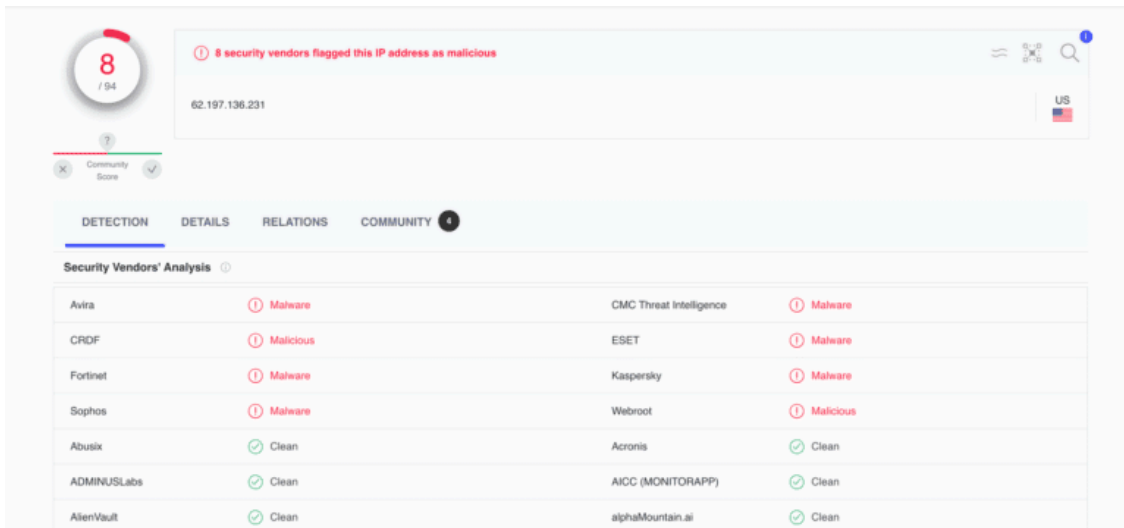 8
/ 94
8 security vendors flagged this IP address as malicious
62.197.136.231
US
?
Community
Score
DETECTION DETAILS RELATIONS COMMUNITY 4
Security Vendors' Analysis
Avira Malware CMC Threat Intelligence Malware
CRDF Malicious ESET Malware
Fortinet Malware Kaspersky Malware
Sophos Malware Webroot Malicious
Abusix Clean Acronis Clean
ADMINUSLabs Clean AICC (MONITORAPP) Clean
AlienVault Clean alphaMountain.ai Clean